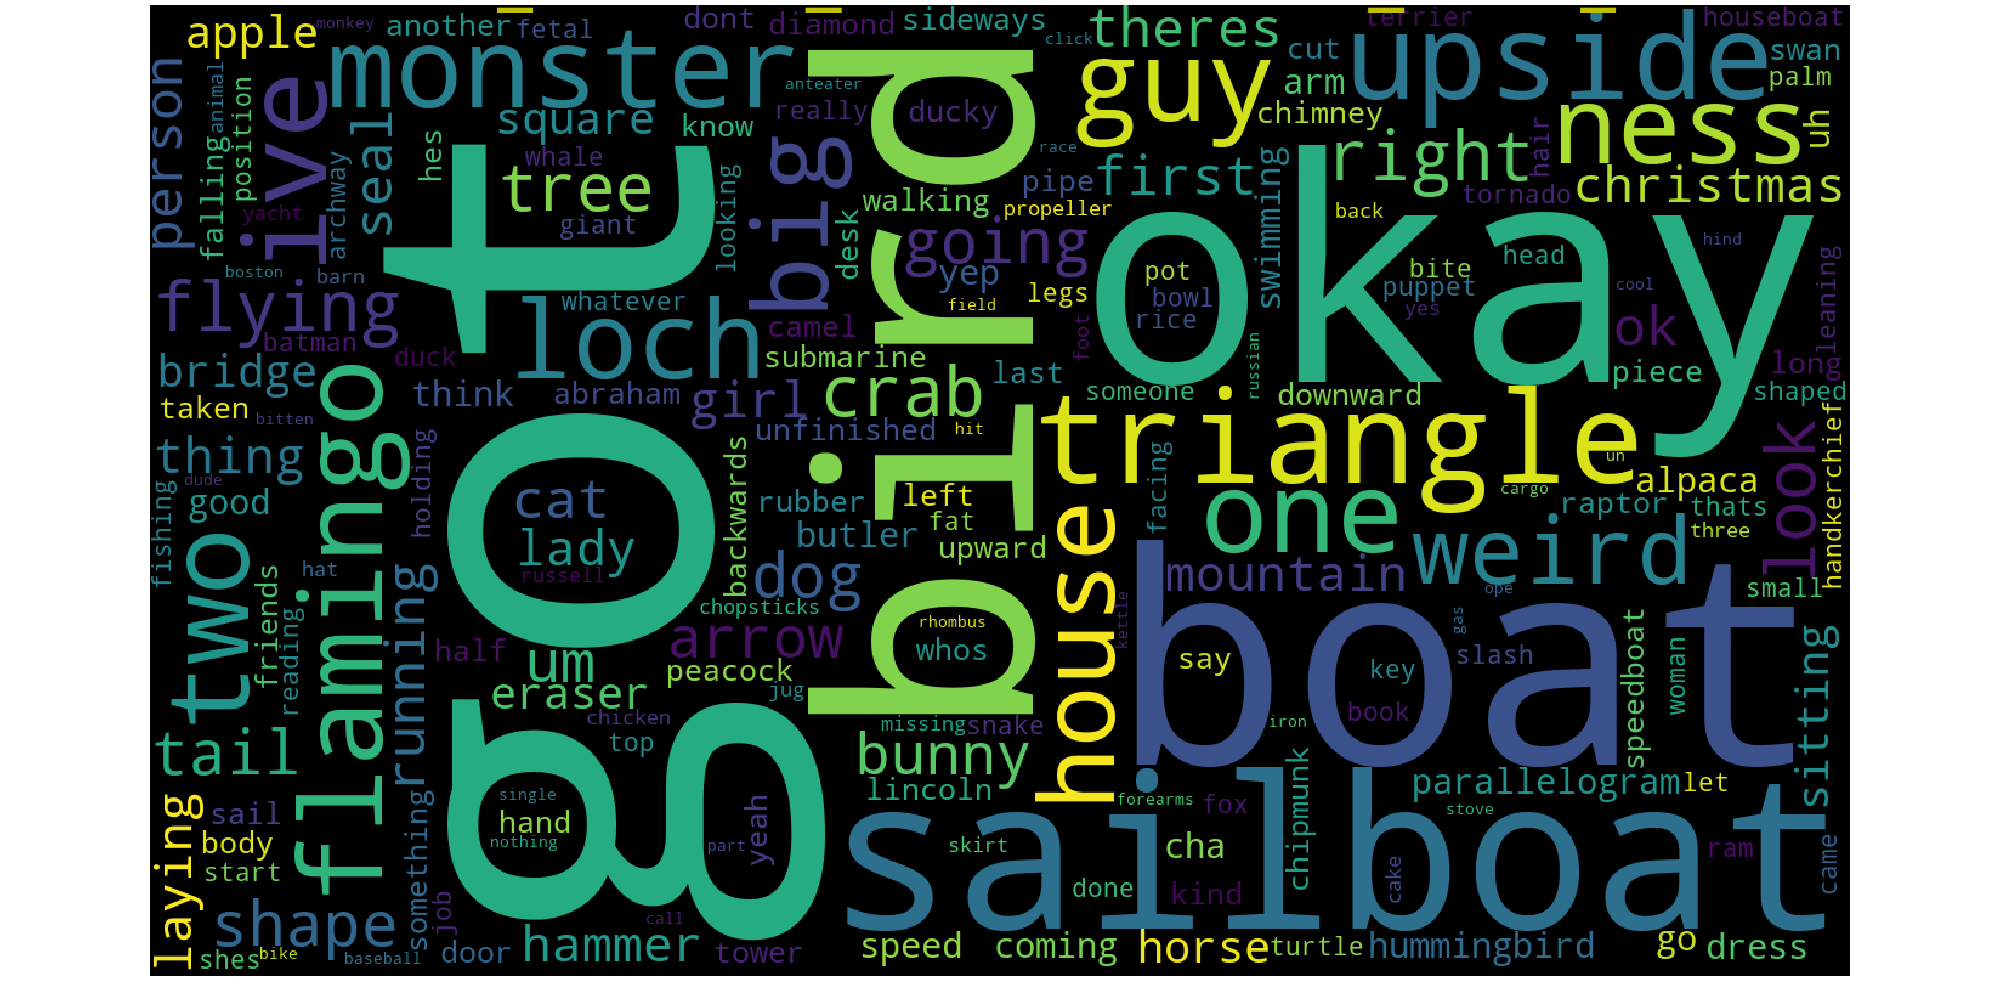 apple
monkey
another
fetal
dont
diamond
sideways
click
theres
cut
terrier
houseboat
swan
palm
monster
guy
upside
ness
person
animal
position
ive
seal
square
hes
know
really
anteater
ducky
race
arm
chimney
uh
hair
right
christmas
tornado
first
swimming
pipe
propeller
back
hind
whale
tree
giant
looking
big
desk
walking
going
yep
legs
field
pot
bowl
rice
bite
puppet
yes
head
cool
okay
ok
leaning
long
piece
shaped
falling
archway
yacht
boston
barn
flying
batman
duck
bridge
taken
bitten
loch
whatever
camel
submarine
last
foot
russian
someone
downward
think
abraham
girl
crab
unfinished
hit
triangle
un
cargo
alpaca
raptor
thats
three
handkerchief
look
thing
dude
good
fishing
holding
flamingo
got
bird
cat
lady
russell
backwards
rubber
butler
left
fat
upward
facing
one
weird
mountain
house
small
two
hat
friends
reading
running
half
um
dog
chopsticks
arrow
rhombus
whos
kettle
ope
gas
say
key
slash
book
boat
speedboat
woman
sitting
eraser
peacock
jug
chicken
top
missing
snake
iron
tail
bunny
lincoln
forearms
fox
chipmunk
parallelogram
let
stove
sail
body
start
laying
something
single
hand
nothing
part
yeah
skirt
cha
done
kind
cake
ram
came
sailboat
shape
job
call
shes
bike
baseball
door
hammer
tower
speed
coming
horse
turtle
hummingbird
go
dress